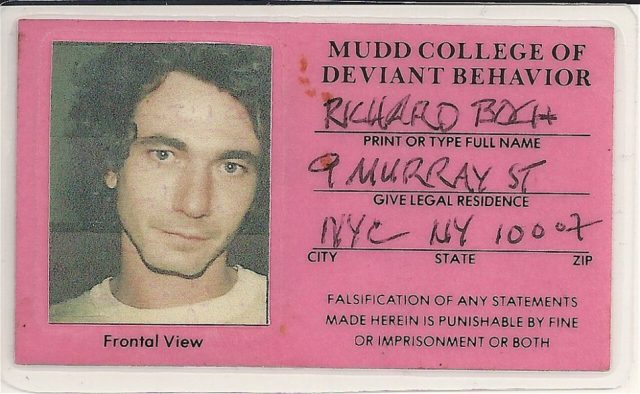 MUDD COLLEGE OF
DEVIANT BEHAVIOR
RICHARD BOCH
PRINT OR TYPE FULL NAME
9 MURRAY ST
GIVE LEGAL RESIDENCE
NYC NY 10007
CITY STATE ZIP
FALSIFICATION OF ANY STATEMENTS
MADE HEREIN IS PUNISHABLE BY FINE
OR IMPRISONMENT OR BOTH
Frontal View